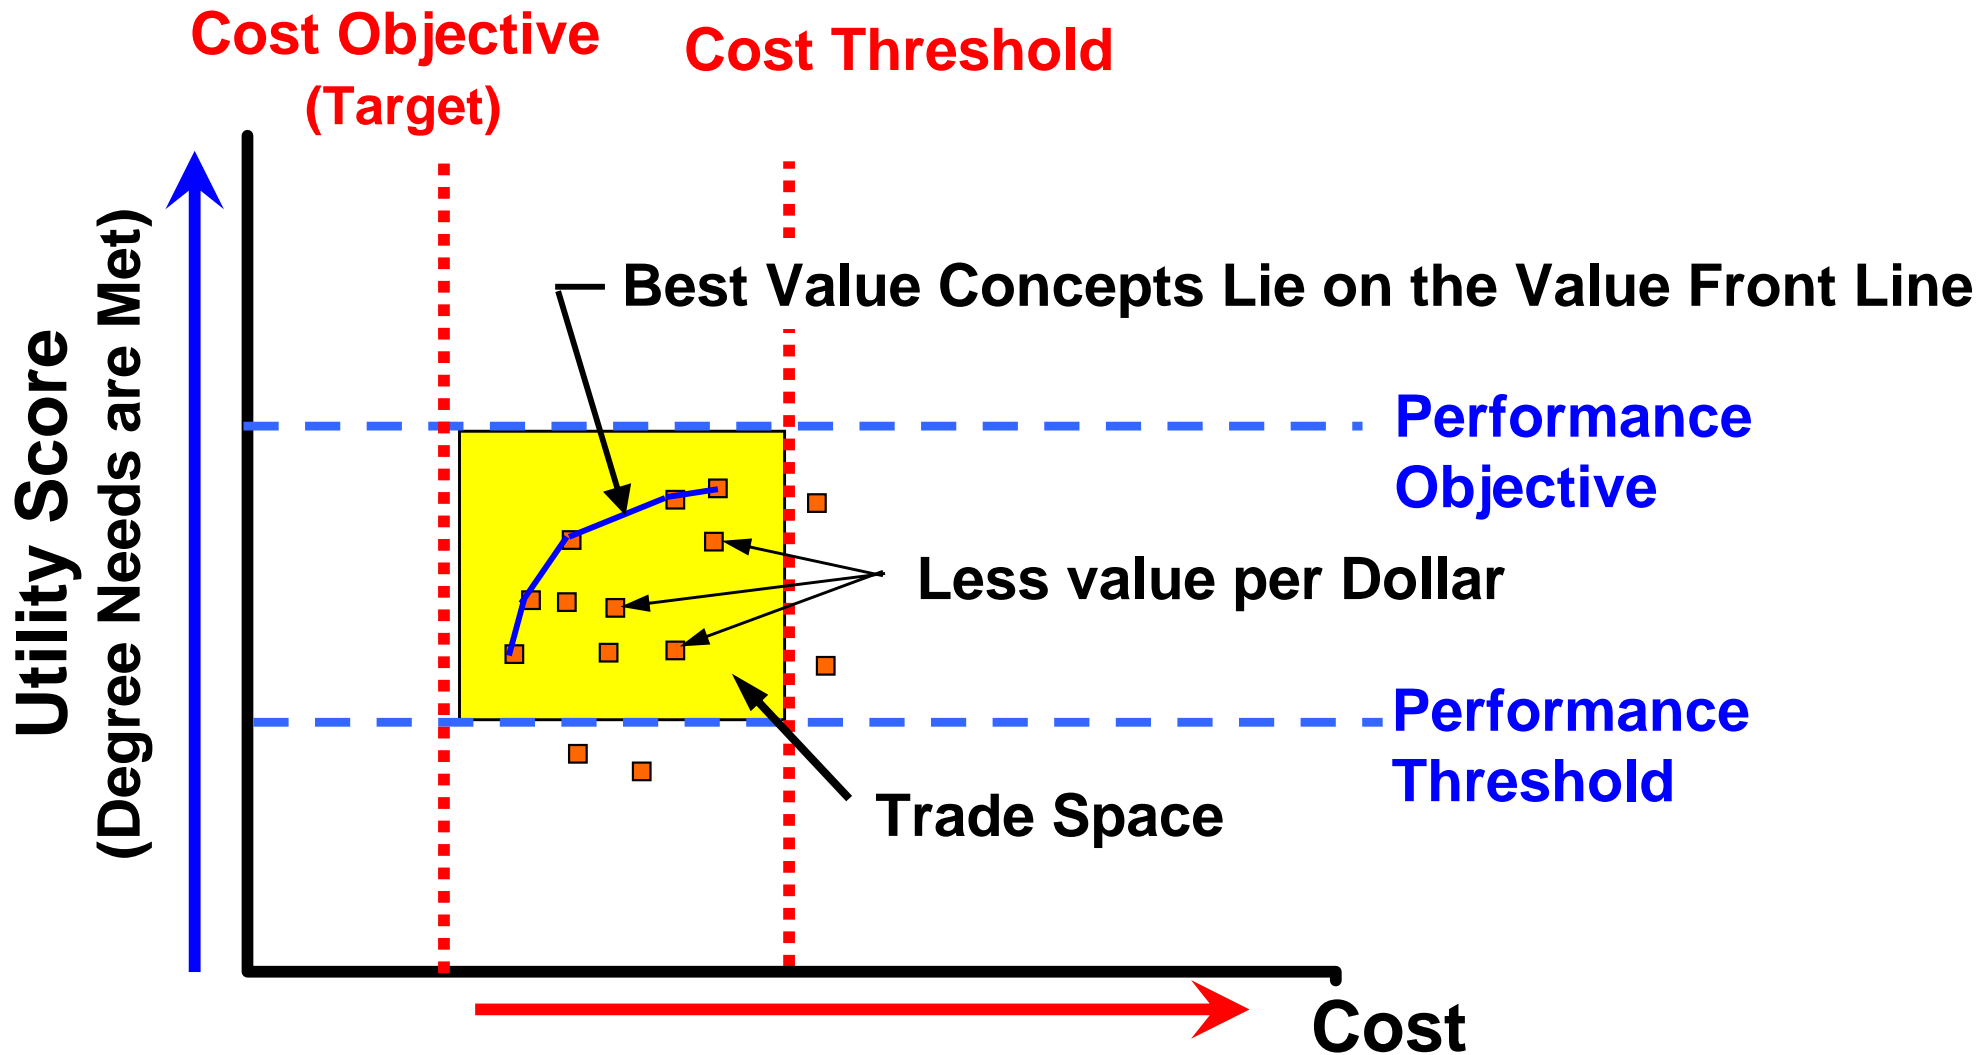 Cost Objective
(Target)
Cost Threshold
Best Value Concepts Lie on the Value Front Line
Utility Score
(Degree Needs are Met)
Performance
Objective
Less value per Dollar
Performance
Threshold
Trade Space
Cost